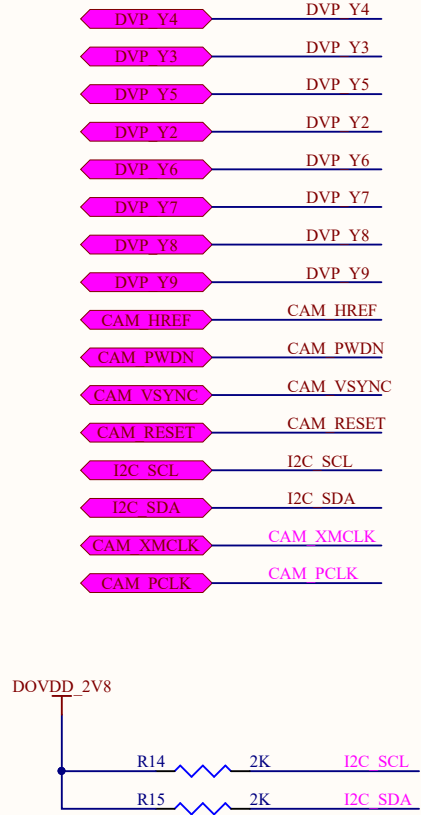 DVP_Y4 DVP_Y4
DVP_Y3 DVP_Y3
DVP_Y5 DVP_Y5
DVP_Y2 DVP_Y2
DVP_Y6 DVP_Y6
DVP_Y7 DVP_Y7
DVP_Y8 DVP_Y8
DVP_Y9 DVP_Y9
CAM_HREF CAM_HREF
CAM_PWDN CAM_PWDN
CAM_VSYNC CAM_VSYNC
CAM_RESET CAM_RESET
I2C_SCL I2C_SCL
I2C_SDA I2C_SDA
CAM_XMCLK CAM_XMCLK
CAM_PCLK CAM_PCLK
DOVDD_2V8
R14 2K I2C_SCL
R15 2K I2C_SDA